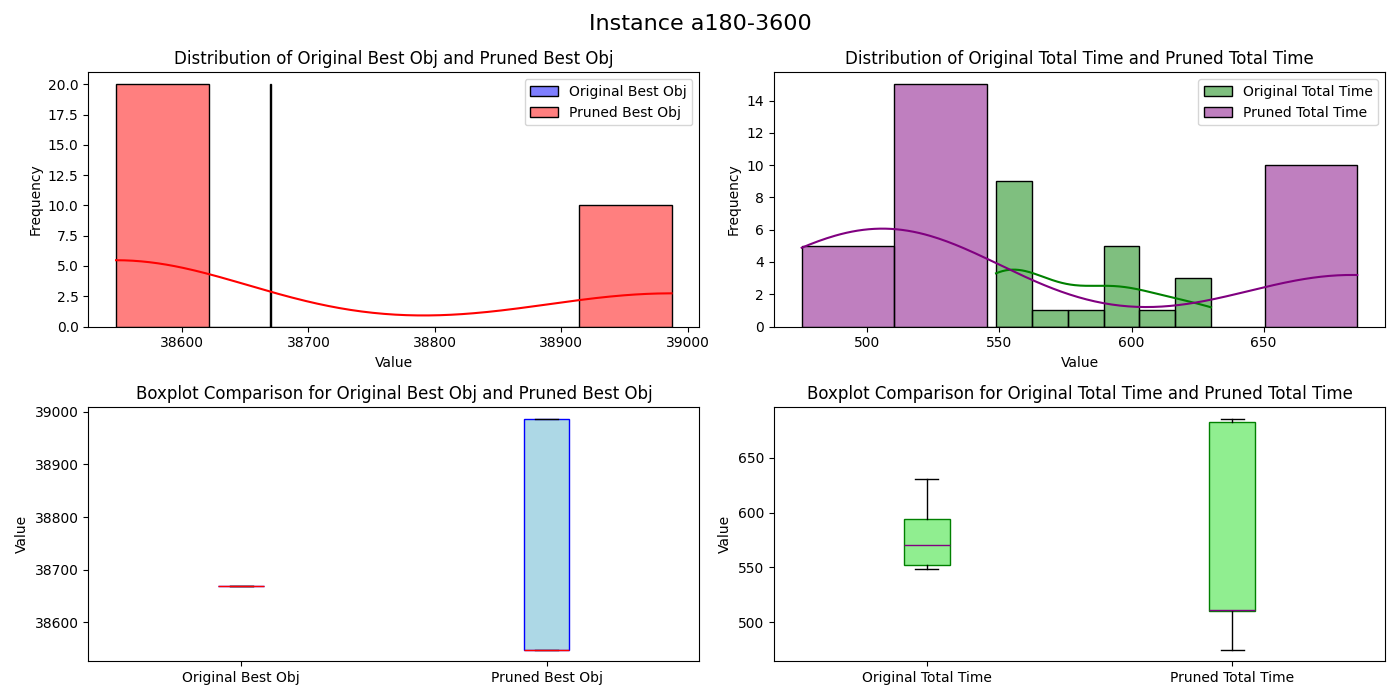 Instance a180-3600
Distribution of Original Best Obj and Pruned Best Obj
Frequency
20.0
17.5
15.0
12.5
10.0
7.5
5.0
2.5
0.0
Original Best Obj
Pruned Best Obj
38600 38700 38800 38900 39000
Value
Distribution of Original Total Time and Pruned Total Time
Frequency
14
12
10
8
6
4
2
0
Original Total Time
Pruned Total Time
500 550 600 650
Value
Boxplot Comparison for Original Best Obj and Pruned Best Obj
Value
39000
38900
38800
38700
38600
Original Best Obj Pruned Best Obj
Boxplot Comparison for Original Total Time and Pruned Total Time
Value
650
600
550
500
Original Total Time Pruned Total Time